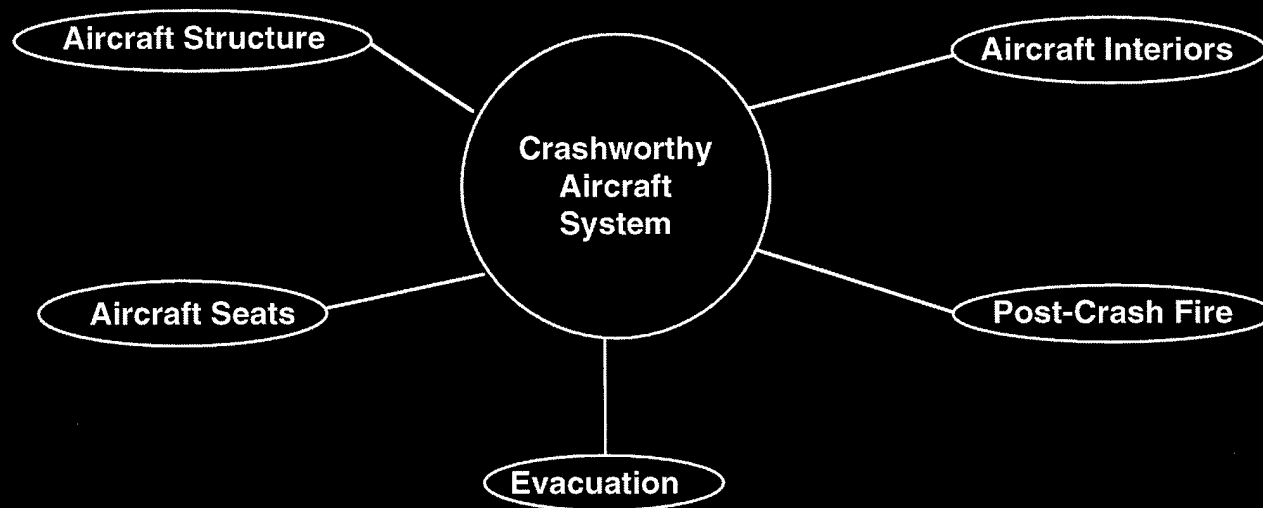 Aircraft Structure
Aircraft Interiors
Crashworthy
Aircraft
System
Aircraft Seats
Post-Crash Fire
Evacuation